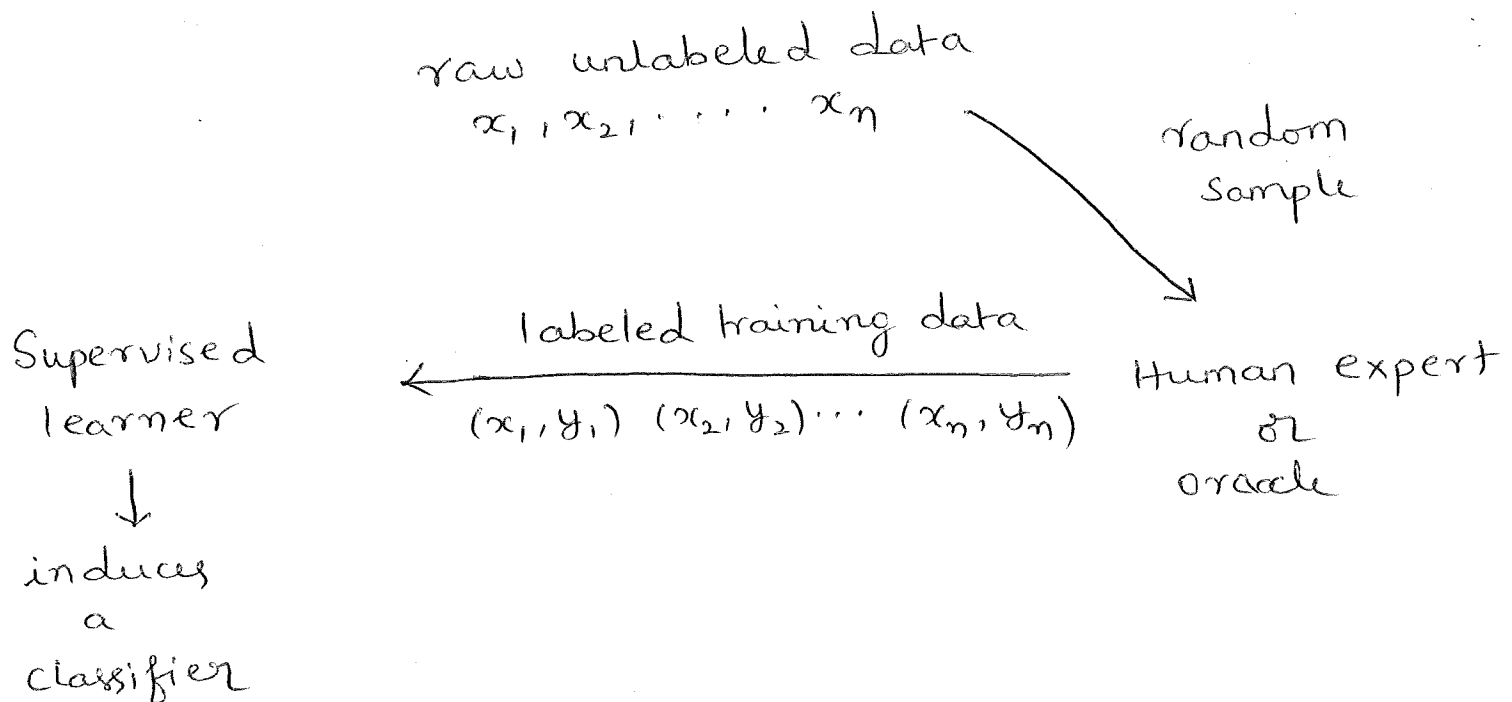 raw unlabeled data
x₁, x₂, . . . . xₙ
random
sample
labeled training data
(x₁, y₁) (x₂, y₂)... (xₙ, yₙ)
Human expert
or
oracle
Supervised
learner
induces
a
classifier